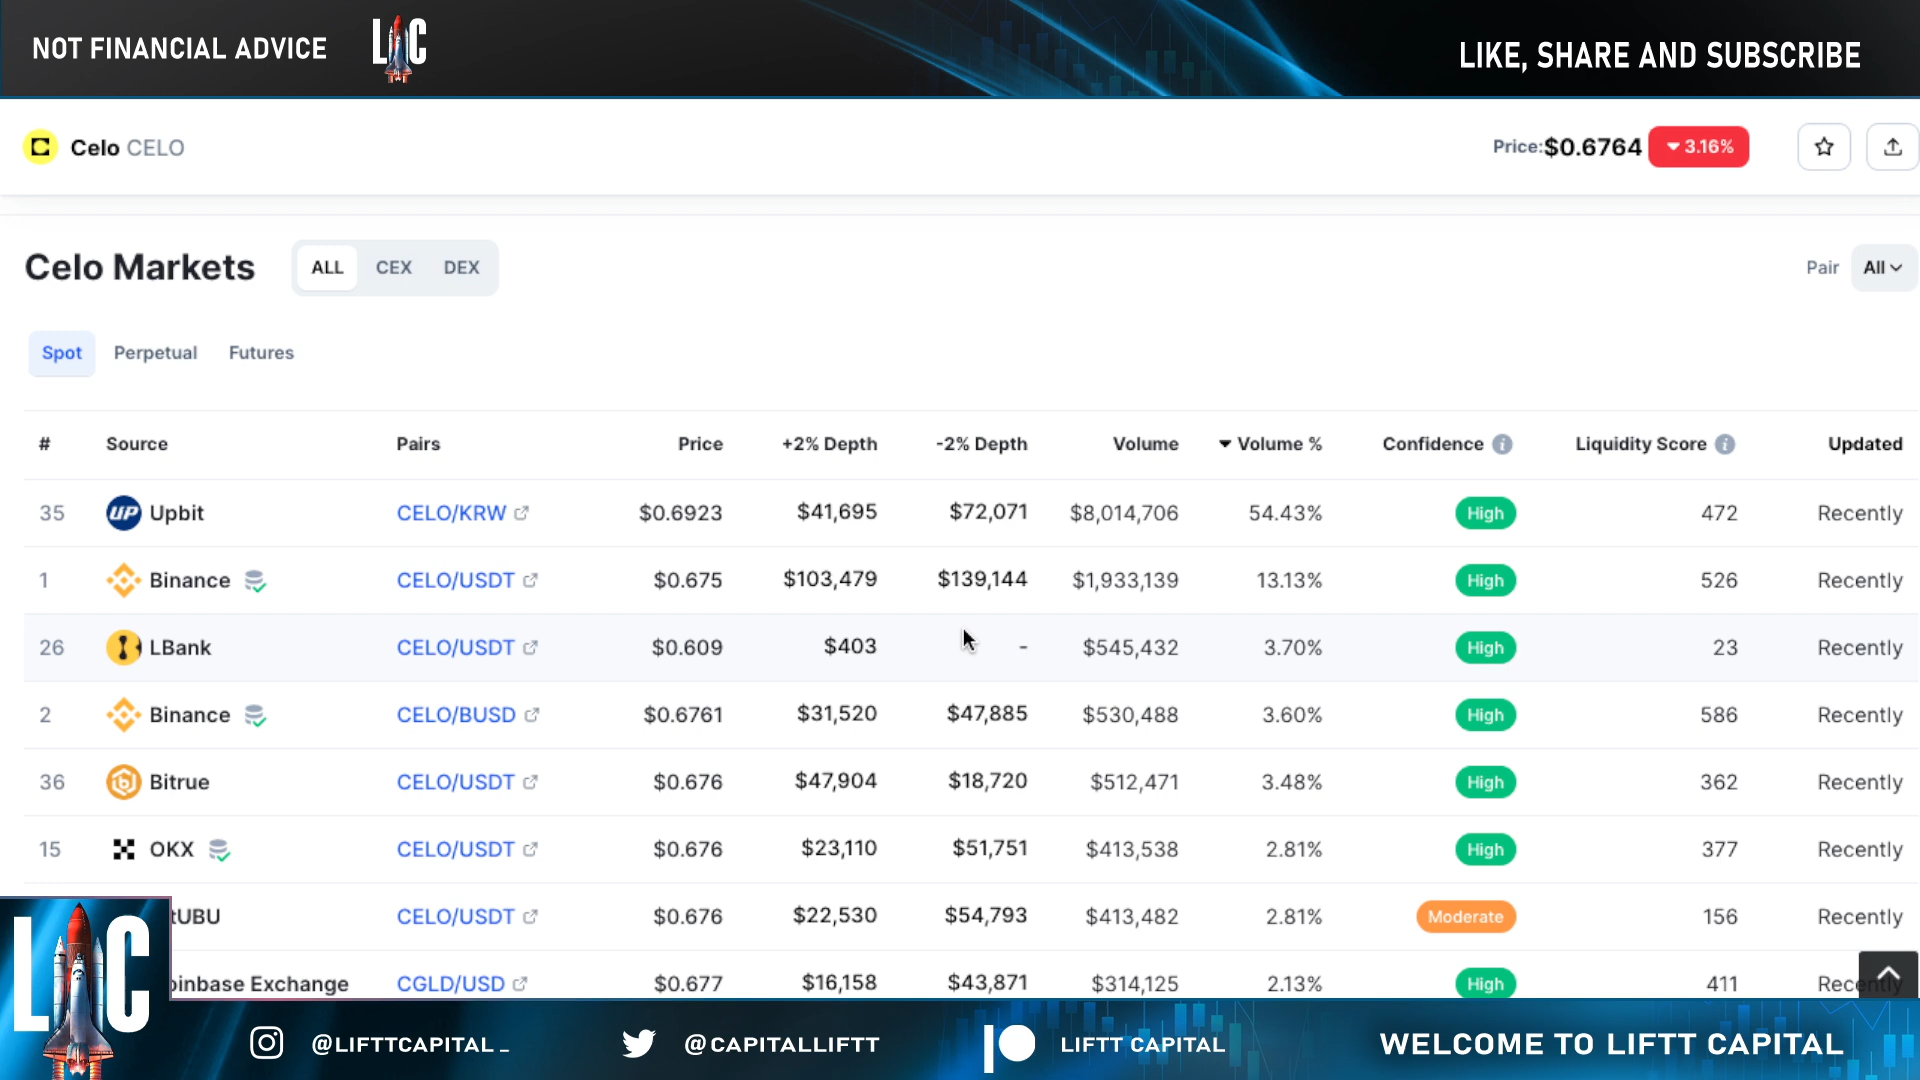 NOT FINANCIAL ADVICE LC LIKE, SHARE AND SUBSCRIBE
Celo CELO Price:$0.6764 3.16%
Celo Markets ALL CEX DEX Pair All
Spot Perpetual Futures
# Source Pairs Price +2% Depth -2% Depth Volume Volume % Confidence Liquidity Score Updated
35 UP Upbit CELO/KRW $0.6923 $41,695 $72,071 $8,014,706 54.43% High 472 Recently
1 Binance CELO/USDT $0.675 $103,479 $139,144 $1,933,139 13.13% High 526 Recently
26 LBank CELO/USDT $0.609 $403 - $545,432 3.70% High 23 Recently
2 Binance CELO/BUSD $0.6761 $31,520 $47,885 $530,488 3.60% High 586 Recently
36 Bitrue CELO/USDT $0.676 $47,904 $18,720 $512,471 3.48% High 362 Recently
15 OKX CELO/USDT $0.676 $23,110 $51,751 $413,538 2.81% High 377 Recently
tUBU CELO/USDT $0.676 $22,530 $54,793 $413,482 2.81% Moderate 156 Recently
oinbase Exchange CGLD/USD $0.677 $16,158 $43,871 $314,125 2.13% High 411 Rec
LC
@LIFTTCAPITAL_ @CAPITALLIFTT LIFTT CAPITAL WELCOME TO LIFTT CAPITAL